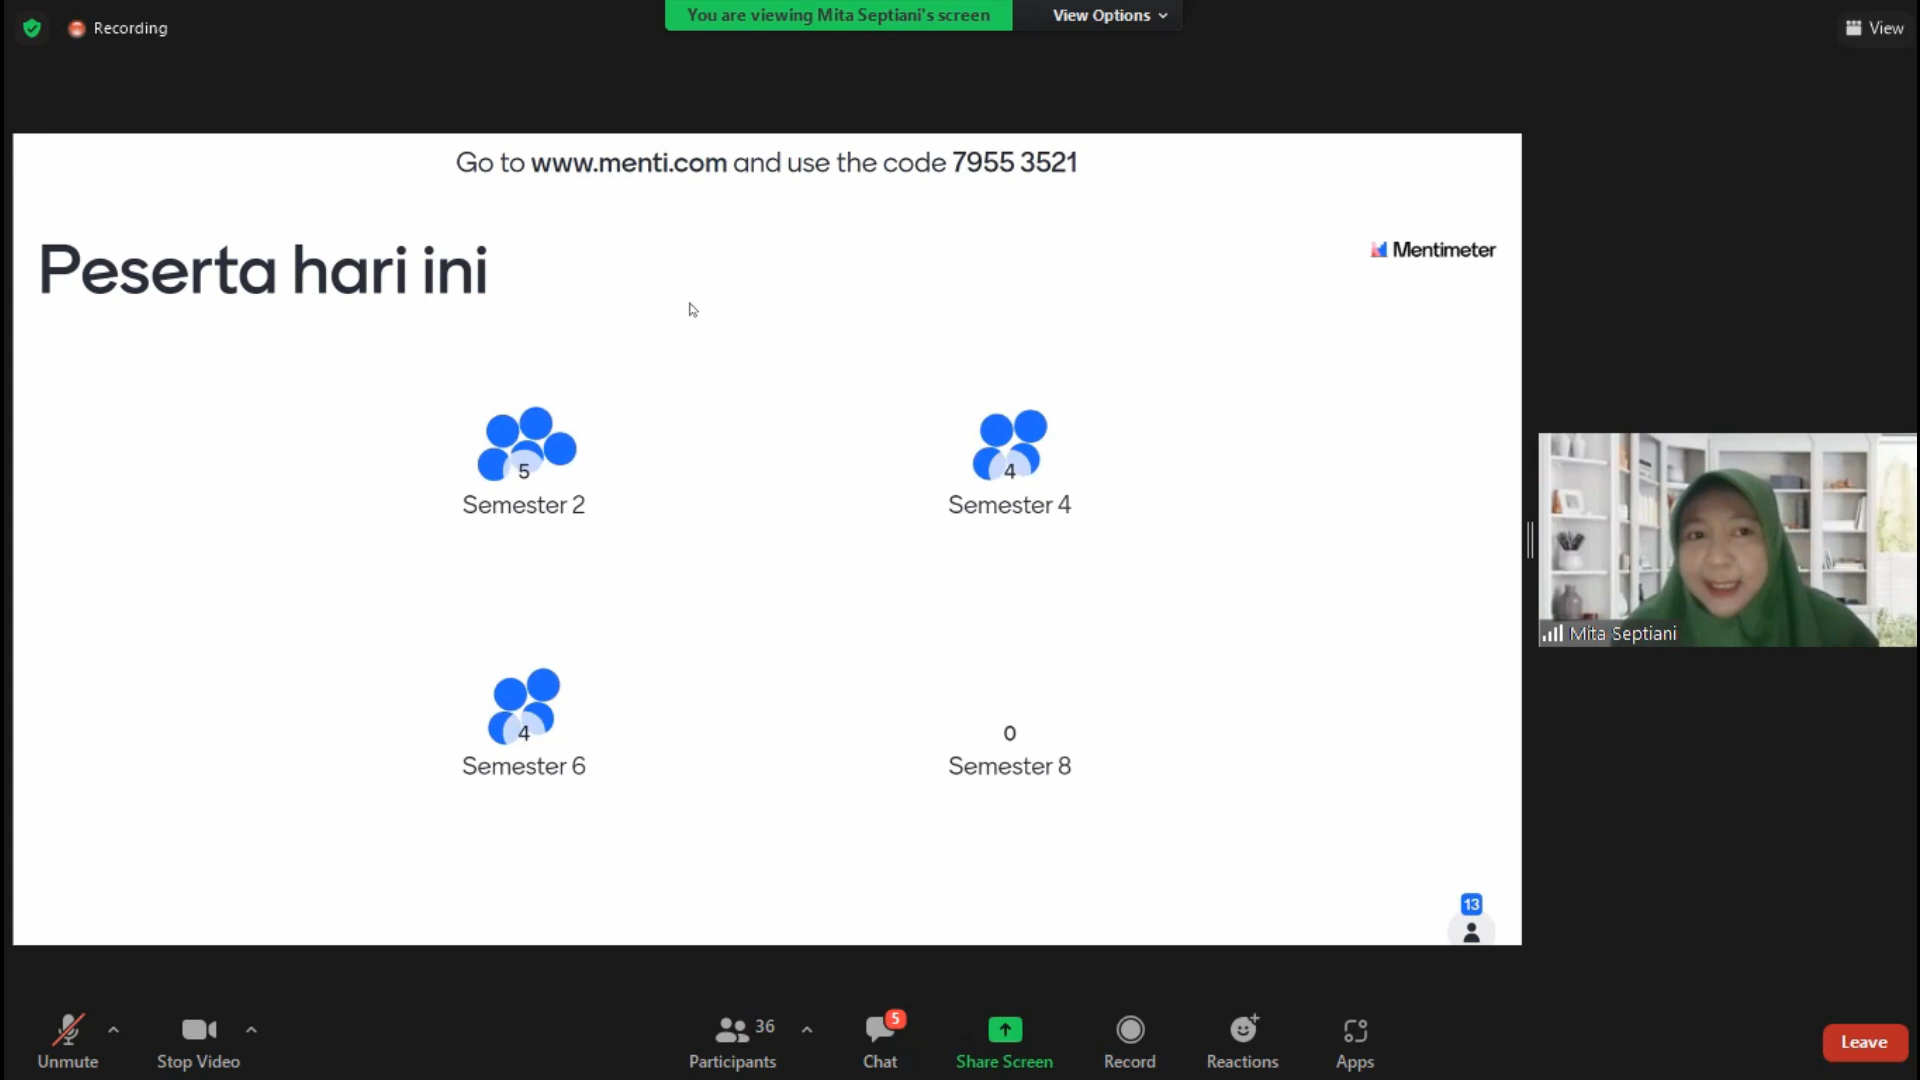 Recording
You are viewing Mita Septiani's screen
View Options
View
Go to www.menti.com and use the code 7955 3521
Peserta hari ini
Mentimeter
5
Semester 2
4
Semester 4
4
Semester 6
0
Semester 8
Mita Septiani
13
Unmute
Stop Video
36
Participants
5
Chat
Share Screen
Record
Reactions
Apps
Leave